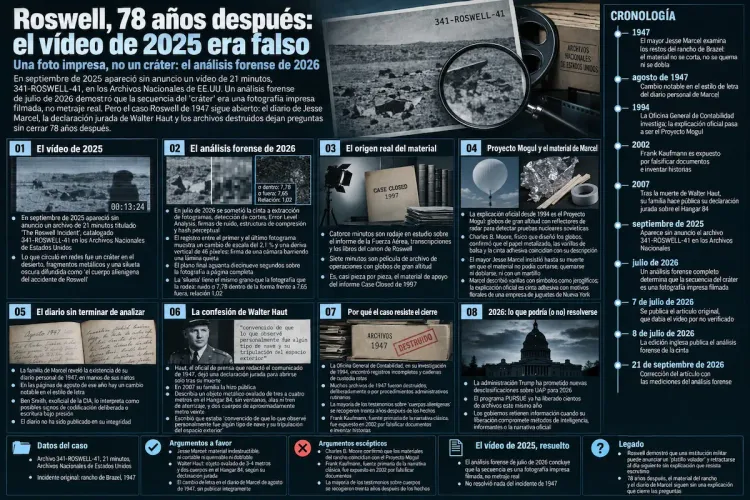 Roswell, 78 años después:
el vídeo de 2025 era falso
Una foto impresa, no un cráter: el análisis forense de 2026
En septiembre de 2025 apareció sin anuncio un vídeo de 21 minutos,
341-ROSWELL-41, en los Archivos Nacionales de EE.UU. Un análisis forense
de julio de 2026 demostró que la secuencia del 'cráter' era una fotografía impresa
filmada, no metraje real. Pero el caso Roswell de 1947 sigue abierto: el diario de Jesse
Marcel, la declaración jurada de Walter Haut y los archivos destruidos dejan preguntas
sin cerrar 78 años después.
341-ROSWELL-41
ARCHIVOS
NACIONALES
DE ESTADOS UNIDOS
01 El vídeo de 2025
00:13:24
En septiembre de 2025 apareció sin
anuncio un archivo de 21 minutos titulado
'The Roswell Incident', catalogado
341-ROSWELL-41 en los Archivos Nacionales
de Estados Unidos
Lo que circuló en redes fue un cráter en el
desierto, fragmentos metálicos y una silueta
oscura difundida como 'el cuerpo alienígena
del accidente de Roswell'
02 El análisis forense de 2026
o dentro: 7,78
o fuera: 7,65
Relación: 1,02
En julio de 2026 se sometió la cinta a extracción
de fotogramas, detección de cortes, Error Level
Analysis, firmas de ruido, estructura de compresión y
hash perceptual
El registro entre el primer y el último fotograma
muestra un cambio de escala del 2,1 % y una deriva
vertical de 46 píxeles: firma de una cámara barriendo
una lámina quieta
El plano final apunta diecinueve segundos sobre la
fotografía a página completa
La 'silueta' tiene el mismo grano que la fotografía que
la rodea: ruido 7,78 dentro de la forma frente a 7,65
fuera, relación 1,02
03 El origen real del material
CASE CLOSED
1997
Catorce minutos son rodaje en estudio sobre el
informe de la Fuerza Aérea, transcripciones
y los libros del canon de Roswell
Siete minutos son película de archivo de
operaciones con globos de gran altitud
Es, casi pieza por pieza, el material de apoyo
del informe Case Closed de 1997
04 Proyecto Mogul y el material de Marcel
La explicación oficial desde 1994 es el Proyecto
Mogul: globos de gran altitud con reflectores de
radar para detectar pruebas nucleares soviéticas
Charles B. Moore, físico que diseñó los globos,
confirmó que el papel metalizado, las varillas de
balsa y la cinta adhesiva coincidían con su descripción
El mayor Jesse Marcel insistió hasta su muerte
en que el material no podía cortarse, quemarse
ni doblarse, ni con un martillo
Marcel describió varillas con símbolos como jeroglíficos;
la explicación oficial es cinta adhesiva con motivos
florales de una empresa de juguetes de Nueva York
05 El diario sin terminar de analizar
La familia de Marcel reveló la existencia de su
diario personal de 1947, en manos de sus nietos
En las páginas de agosto de ese año hay un cambio
notable en el estilo de letra
Ben Smith, exoficial de la CIA, lo interpreta como
posibles signos de codificación deliberada o
escritura bajo presión
El diario no ha sido publicado en su integridad
06 La confesión de Walter Haut
"convencido de que
lo que observé
personalmente fue algún
tipo de nave y su
tripulación del espacio
exterior"
Haut, el oficial de prensa que redactó el comunicado de
1947, dejó una declaración jurada para abrirse
solo tras su muerte
En 2007 su familia la hizo pública
Describía un objeto metálico ovalado de tres a cuatro
metros en el Hangar 84, sin ventanas, alas ni tren
de aterrizaje, y dos cuerpos de aproximadamente
metro veinte
Escribió que estaba 'convencido de que lo que observé
personalmente fue algún tipo de nave y su tripulación
del espacio exterior'
07 Por qué el caso resiste el cierre
ARCHIVOS
1947
DESTRUIDO
La Oficina General de Contabilidad, en su investigación de
1994, encontró registros incompletos y cadenas
de custodia rotas
Muchos archivos de 1947 fueron destruidos,
deliberadamente o por procedimientos administrativos
rutinarios
La mayoría de los testimonios sobre 'cuerpos alienígenas'
se recogieron treinta años después de los hechos
Frank Kaufmann, fuente primaria de la narrativa clásica,
fue expuesto en 2002 por falsificar documentos e
inventar historias
08 2026: lo que podría (o no) resolverse
La administración Trump ha prometido nuevas
desclasificaciones sobre UAP para 2026
El programa PURSUE ya ha liberado cientos
de archivos este mismo año
Los gobiernos retienen información cuando su
liberación compromete métodos de inteligencia,
informantes o la narrativa oficial
CRONOLOGÍA
1947
El mayor Jesse Marcel examina
los restos del rancho de Brazel:
el material no se corta, no se quema
ni se dobla
agosto de 1947
Cambio notable en el estilo de letra
del diario personal de Marcel
1994
La Oficina General de Contabilidad
investiga; la explicación oficial pasa
a ser el Proyecto Mogul
2002
Frank Kaufmann es expuesto
por falsificar documentos
e inventar historias
2007
Tras la muerte de Walter Haut,
su familia hace pública su
declaración jurada sobre el Hangar 84
septiembre de 2025
Aparece sin anuncio el archivo
341-ROSWELL-41
julio de 2026
Un análisis forense completo
determina que la secuencia del cráter
es una fotografía impresa filmada
7 de julio de 2026
Se publica el artículo original,
que daba el vídeo por no verificado
8 de julio de 2026
La edición inglesa publica el análisis
forense de la cinta
21 de septiembre de 2026
Corrección del artículo con
las mediciones del análisis forense
Datos del caso
Archivo 341-ROSWELL-41, 21 minutos,
Archivos Nacionales de Estados Unidos
Incidente original: rancho de Brazel, 1947
Argumentos a favor
Jesse Marcel: material indestructible,
ni cortable ni quemable ni doblable
Walter Haut: objeto ovalado de 3-4 metros
y dos cuerpos en el Hangar 84, según su
declaración jurada
El cambio de letra en el diario de Marcel de
agosto de 1947, sin publicar íntegramente
Argumentos escépticos
Charles B. Moore confirmó que los materiales
del rancho coincidían con el Proyecto Mogul
Frank Kaufmann, fuente primaria de la narrativa
clásica, fue expuesto en 2002 por falsificar
documentos e inventar historias
La mayoría de los testimonios sobre cuerpos
se recogieron treinta años después de los hechos
El vídeo de 2025, resuelto
El análisis forense de julio de 2026 concluye
que la secuencia es una fotografía impresa
filmada, no metraje real
No resuelve nada del incidente de 1947
Legado
Roswell demuestra que una institución militar
puede anunciar un 'platillo volador' y retractarse al
día siguiente sin que la explicación que
resista escrutinio
78 años después, el material del rancho y el
diario de Marcel siguen sin una explicación
que cierre las preguntas